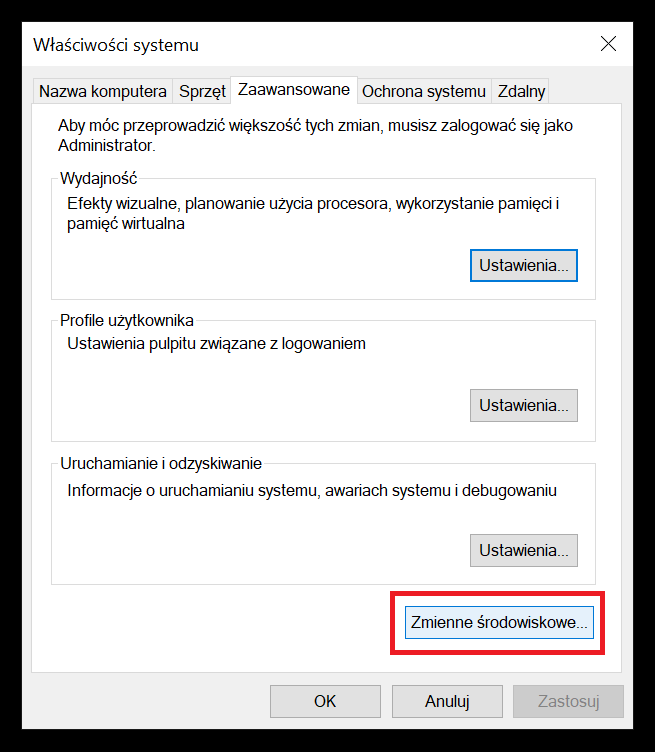 Właściwości systemu
Nazwa komputera
Sprzęt
Zaawansowane
Ochrona systemu
Zdalny
Aby móc przeprowadzić większość tych zmian, musisz zalogować się jako
Administrator.
Wydajność
Efekty wizualne, planowanie użycia procesora, wykorzystanie pamięci i
pamięć wirtualna
Ustawienia...
Profile użytkownika
Ustawienia pulpitu związane z logowaniem
Ustawienia...
Uruchamianie i odzyskiwanie
Informacje o uruchamianiu systemu, awariach systemu i debugowaniu
Ustawienia...
Zmienne środowiskowe...
OK
Anuluj
Zastosuj